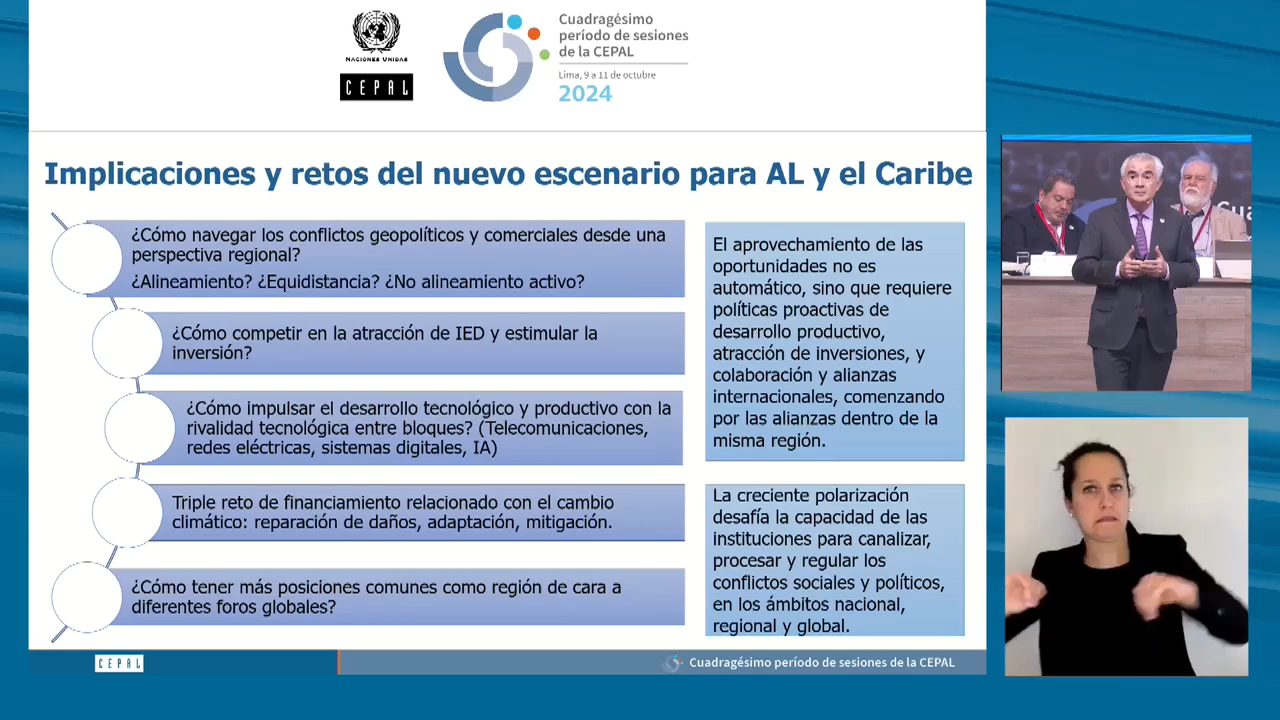 NACIONES UNIDAS
CEPAL
Cuadragésimo
período de sesiones
de la CEPAL
Lima, 9 a 11 de octubre
2024
Implicaciones y retos del nuevo escenario para AL y el Caribe
¿Cómo navegar los conflictos geopolíticos y comerciales desde una
perspectiva regional?
¿Alineamiento? ¿Equidistancia? ¿No alineamiento activo?
¿Cómo competir en la atracción de IED y estimular la
inversión?
¿Cómo impulsar el desarrollo tecnológico y productivo con la
rivalidad tecnológica entre bloques? (Telecomunicaciones,
redes eléctricas, sistemas digitales, IA)
Triple reto de financiamiento relacionado con el cambio
climático: reparación de daños, adaptación, mitigación.
¿Cómo tener más posiciones comunes como región de cara a
diferentes foros globales?
El aprovechamiento de las
oportunidades no es
automático, sino que requiere
políticas proactivas de
desarrollo productivo,
atracción de inversiones, y
colaboración y alianzas
internacionales, comenzando
por las alianzas dentro de la
misma región.
La creciente polarización
desafía la capacidad de las
instituciones para canalizar,
procesar y regular los
conflictos sociales y políticos,
en los ámbitos nacional,
regional y global.
CEPAL
Cuadragésimo período de sesiones de la CEPAL
Cua